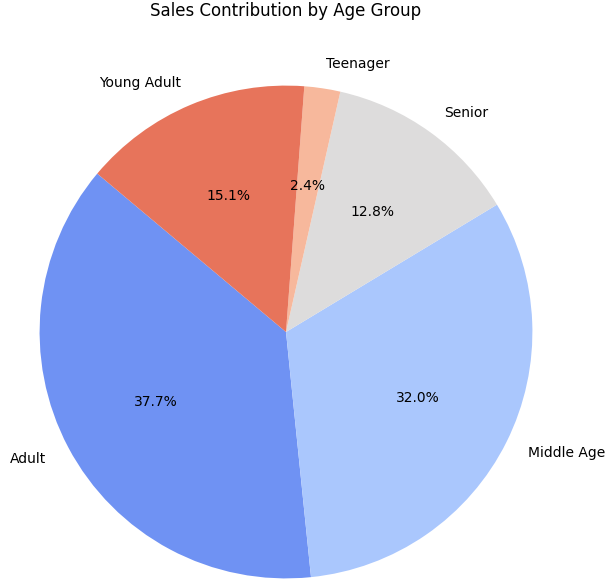 Sales Contribution by Age Group
Teenager
Young Adult
Senior
2.4%
15.1%
12.8%
32.0%
37.7%
Middle Age
Adult